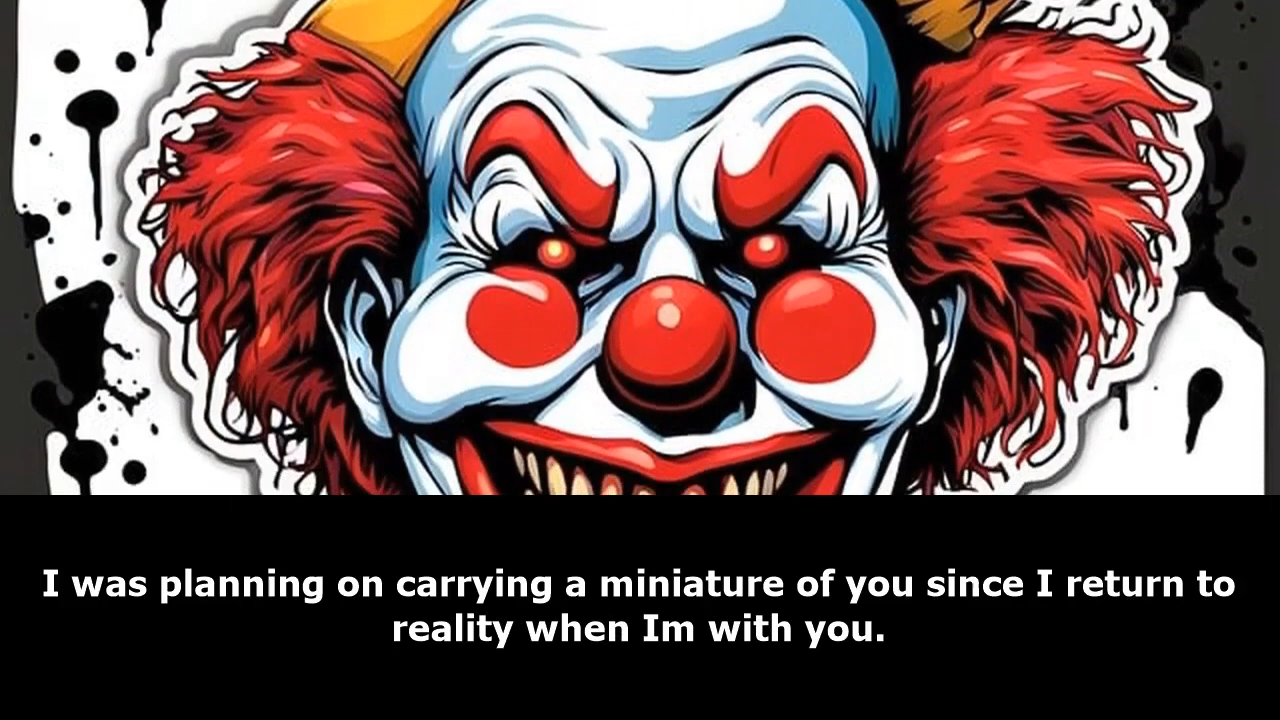 I was planning on carrying a miniature of you since I return to
reality when Im with you.